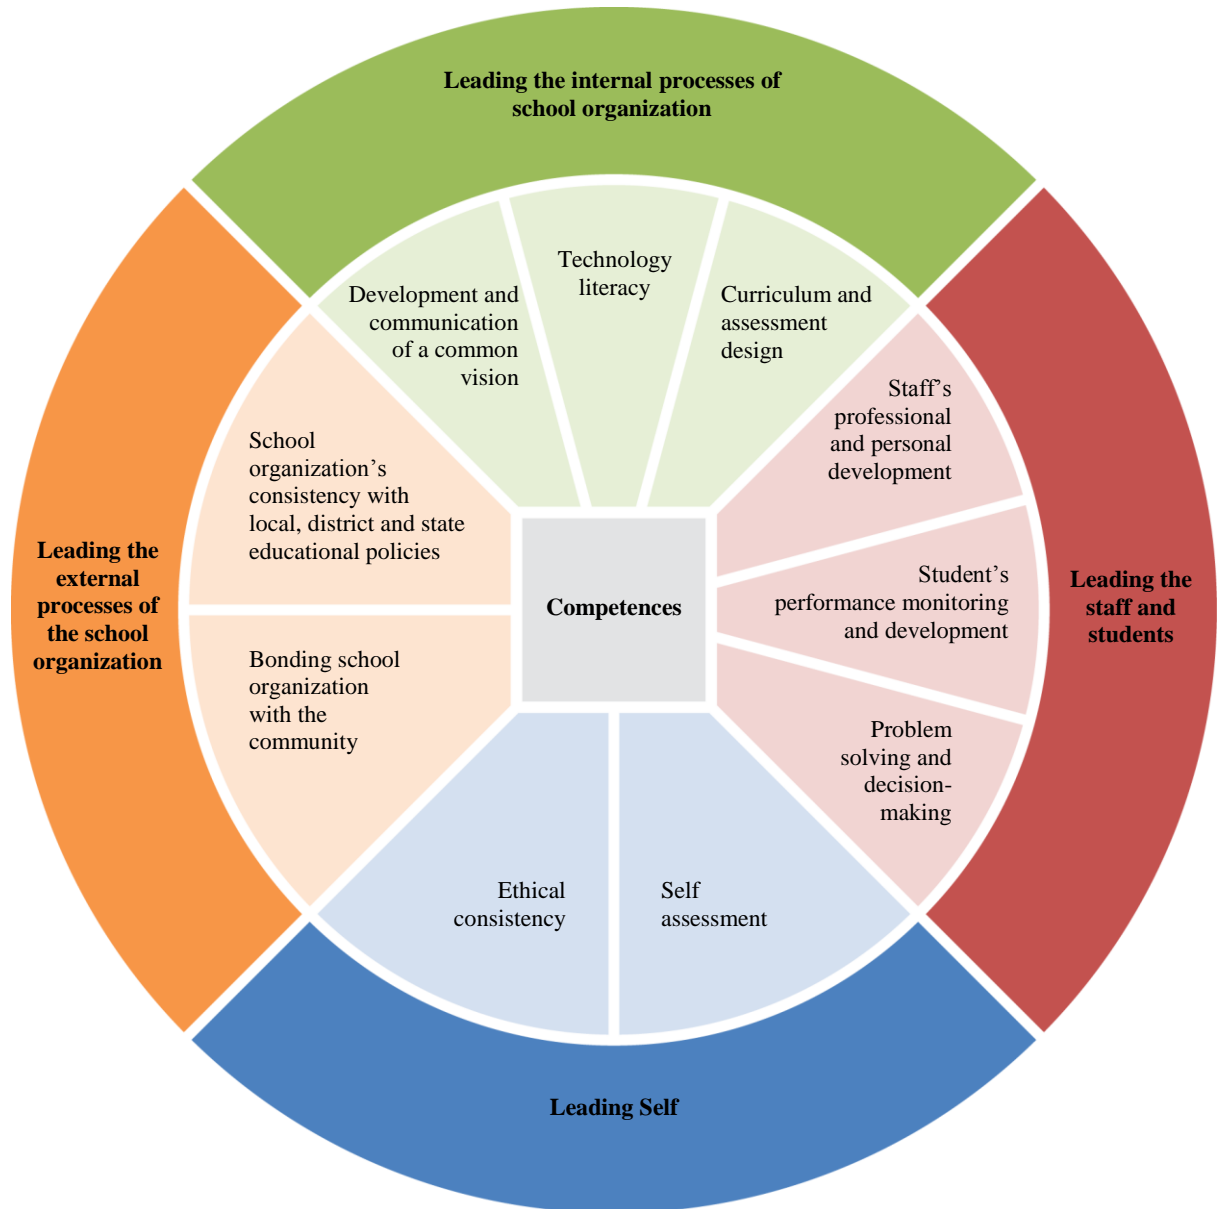 Leading the internal processes of
school organization
Technology
literacy
Development and
communication
of a common
vision
Curriculum and
assessment
design
Staff’s
professional
and personal
development
School
organization’s
consistency with
local, district and state
educational policies
Leading the
external
processes of
the school
organization
Competences
Student’s
performance monitoring
and development
Leading the
staff and
students
Bonding school
organization
with the
community
Problem
solving and
decision-
making
Ethical
consistency
Self
assessment
Leading Self